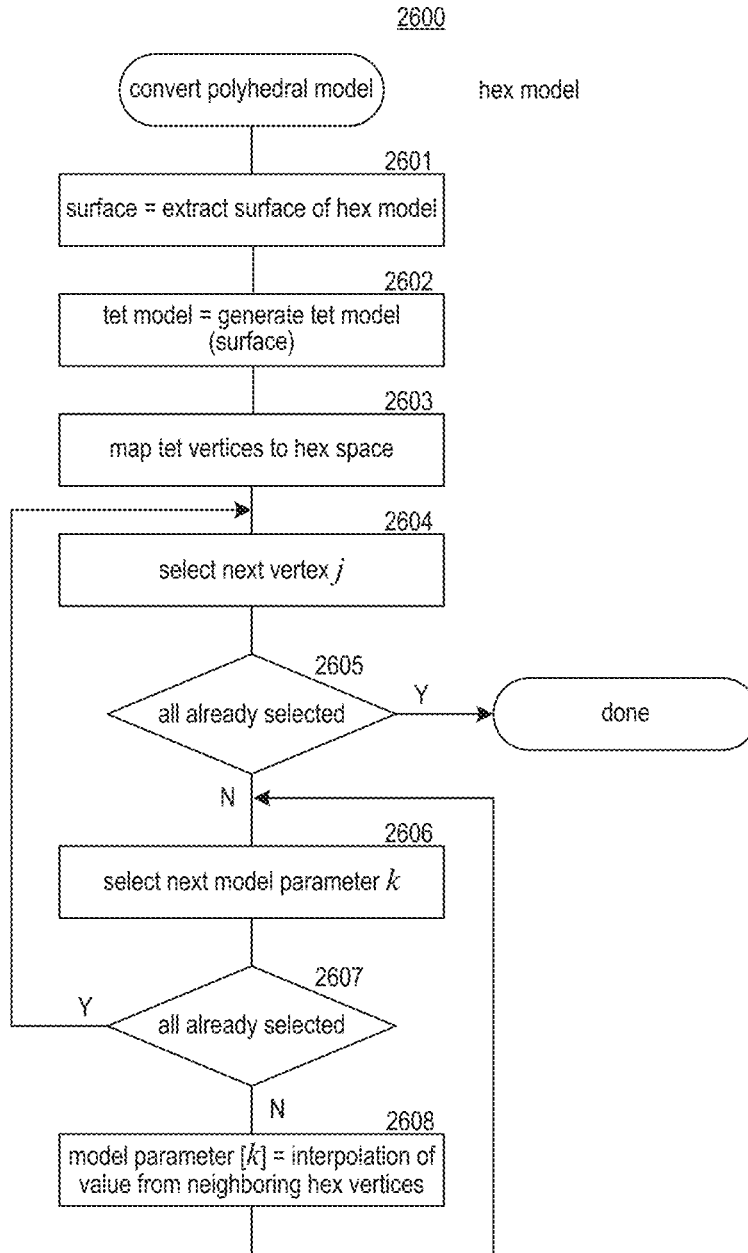 2600
convert polyhedral model
hex model
2601
surface = extract surface of hex model
2602
tet model = generate tet model
(surface)
2603
map tet vertices to hex space
2604
select next vertex j
2605
all already selected
Y
done
N
2606
select next model parameter k
2607
Y
all already selected
N
2608
model parameter [k] = interpolation of
value from neighboring hex vertices